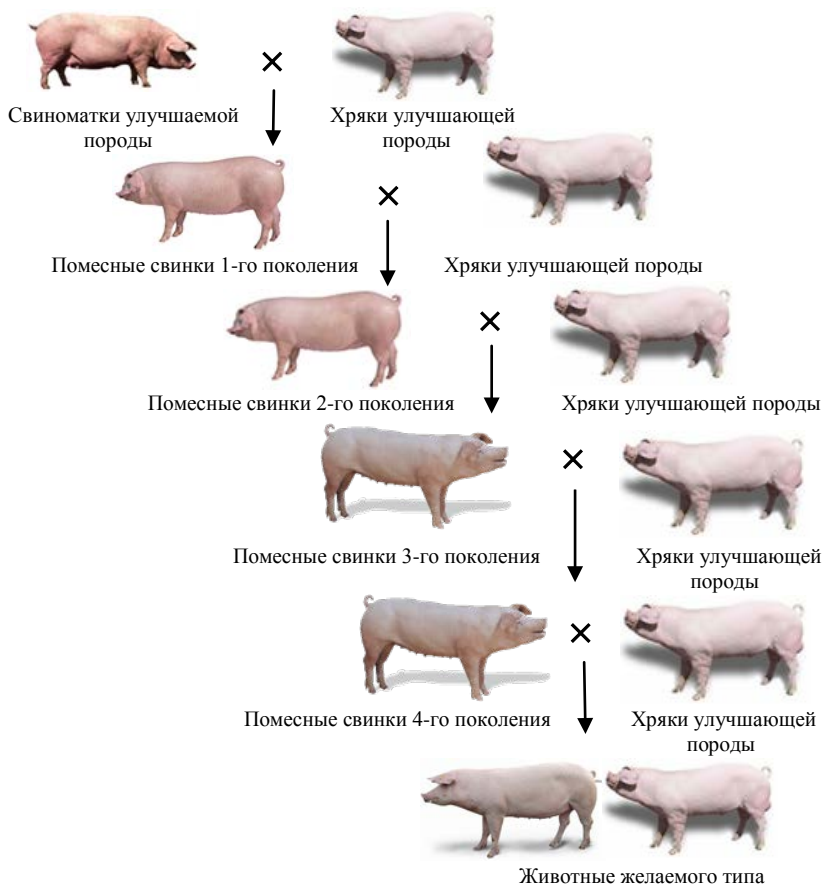 Свиноматки улучшаемой
породы
Хряки улучшающей
породы
Помесные свинки 1-го поколения
Хряки улучшающей породы
Помесные свинки 2-го поколения
Хряки улучшающей породы
Помесные свинки 3-го поколения
Хряки улучшающей
породы
Помесные свинки 4-го поколения
Хряки улучшающей
породы
Животные желаемого типа